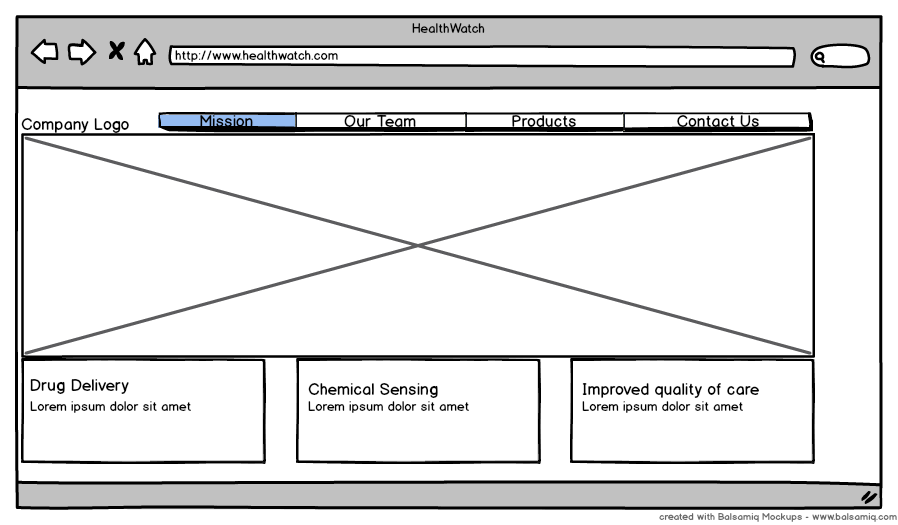 HealthWatch
http://www.healthwatch.com
Company Logo
Mission
Our Team
Products
Contact Us
Drug Delivery
Lorem ipsum dolor sit amet
Chemical Sensing
Lorem ipsum dolor sit amet
Improved quality of care
Lorem ipsum dolor sit amet
created with Balsamiq Mockups - www.balsamiq.com